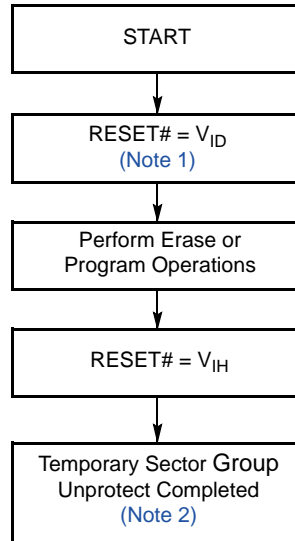 START
RESET# = VID
(Note 1)
Perform Erase or
Program Operations
RESET# = VIH
Temporary Sector Group
Unprotect Completed
(Note 2)